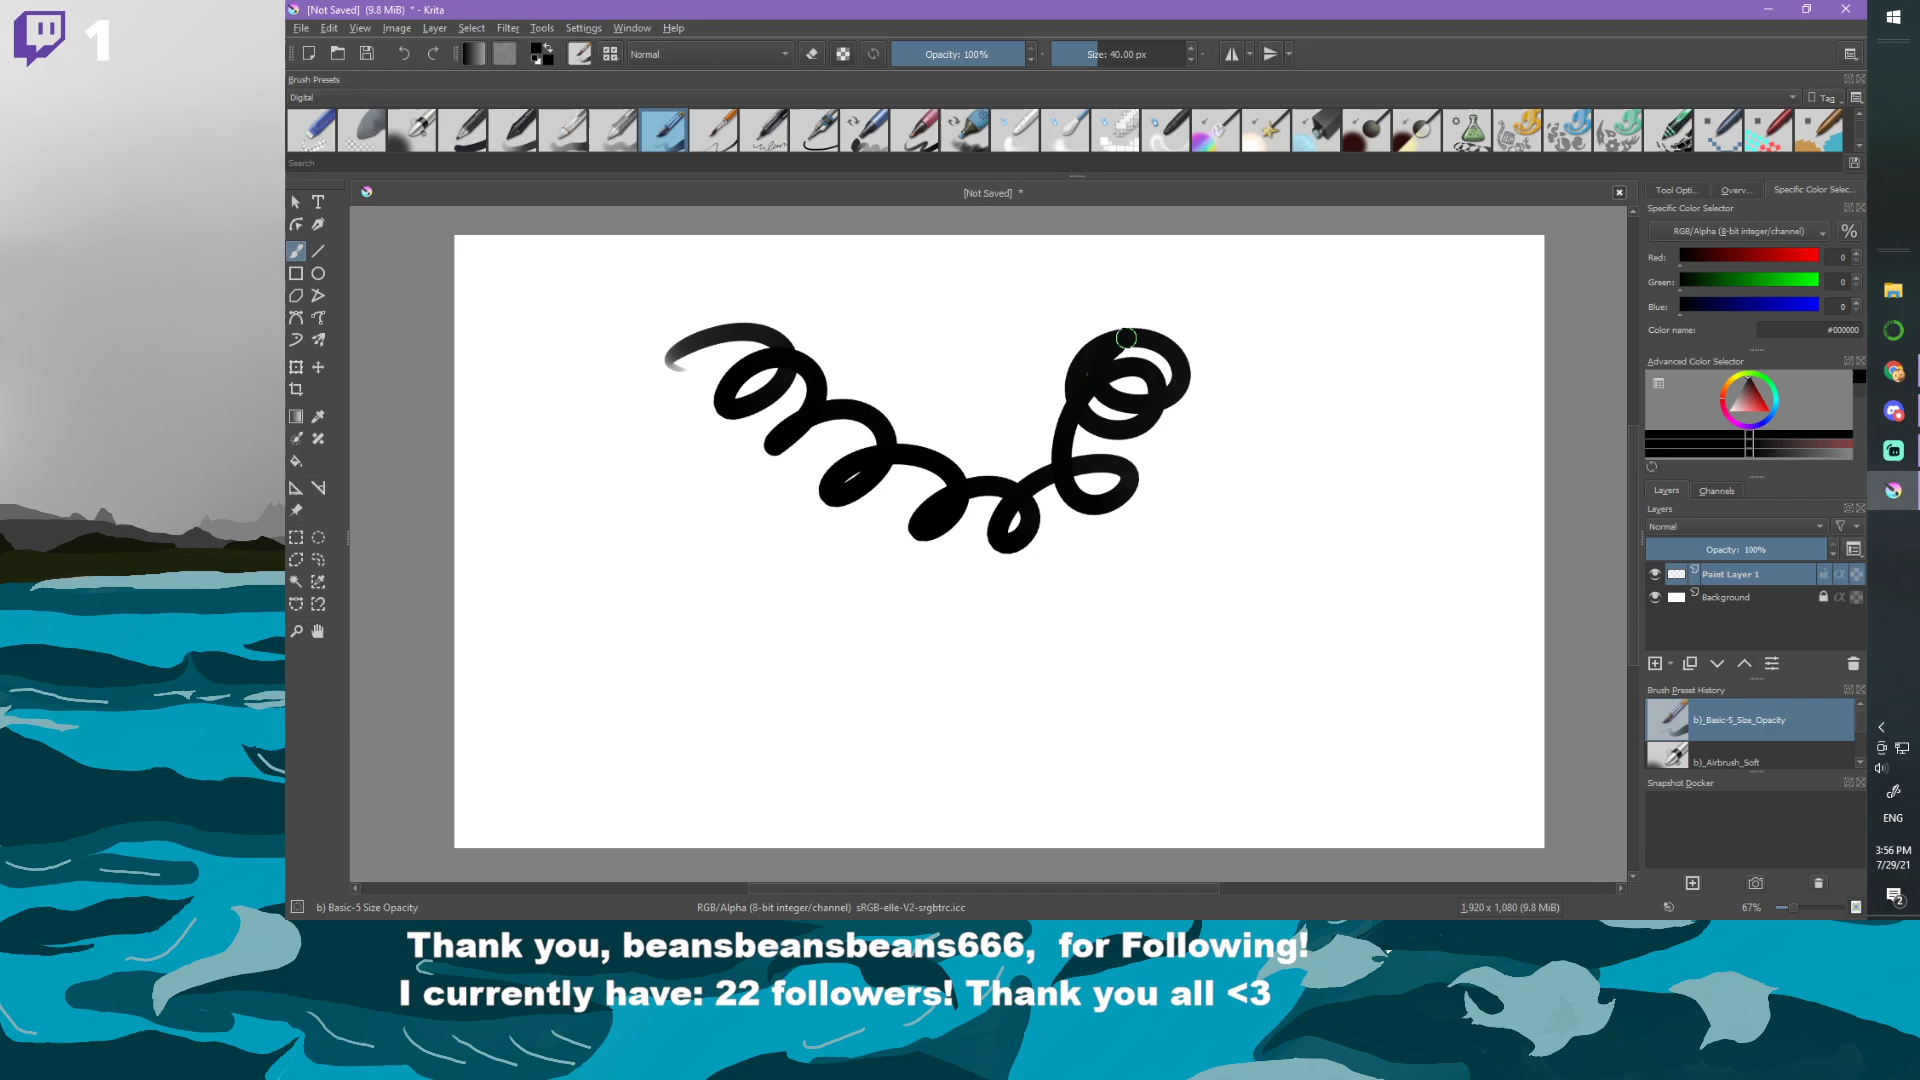 1
[Not Saved] (9.8 MiB) * - Krita
File Edit View Image Layer Select Filter Tools Settings Window Help
Normal
Opacity: 100%
Size: 40.00 px
Brush Presets
Digital
Tag
Search
[Not Saved] *
T
Tool Opti... Overv... Specific Color Selec...
Specific Color Selector
RGB/Alpha (8-bit integer/channel)
%
Red: 0
Green: 0
Blue: 0
Color name: #000000
Advanced Color Selector
Layers Channels
Layers
Normal
Opacity: 100%
Paint Layer 1
Background
Brush Preset History
b)_Basic-5_Size_Opacity
b)_Airbrush_Soft
Snapshot Docker
ENG
3:56 PM
7/29/21
2
b) Basic-5 Size Opacity
RGB/Alpha (8-bit integer/channel) sRGB-elle-V2-srgbtrc.icc
1,920 x 1,080 (9.8 MiB)
67%
Thank you, beansbeansbeans666, for Following!
I currently have: 22 followers! Thank you all <3